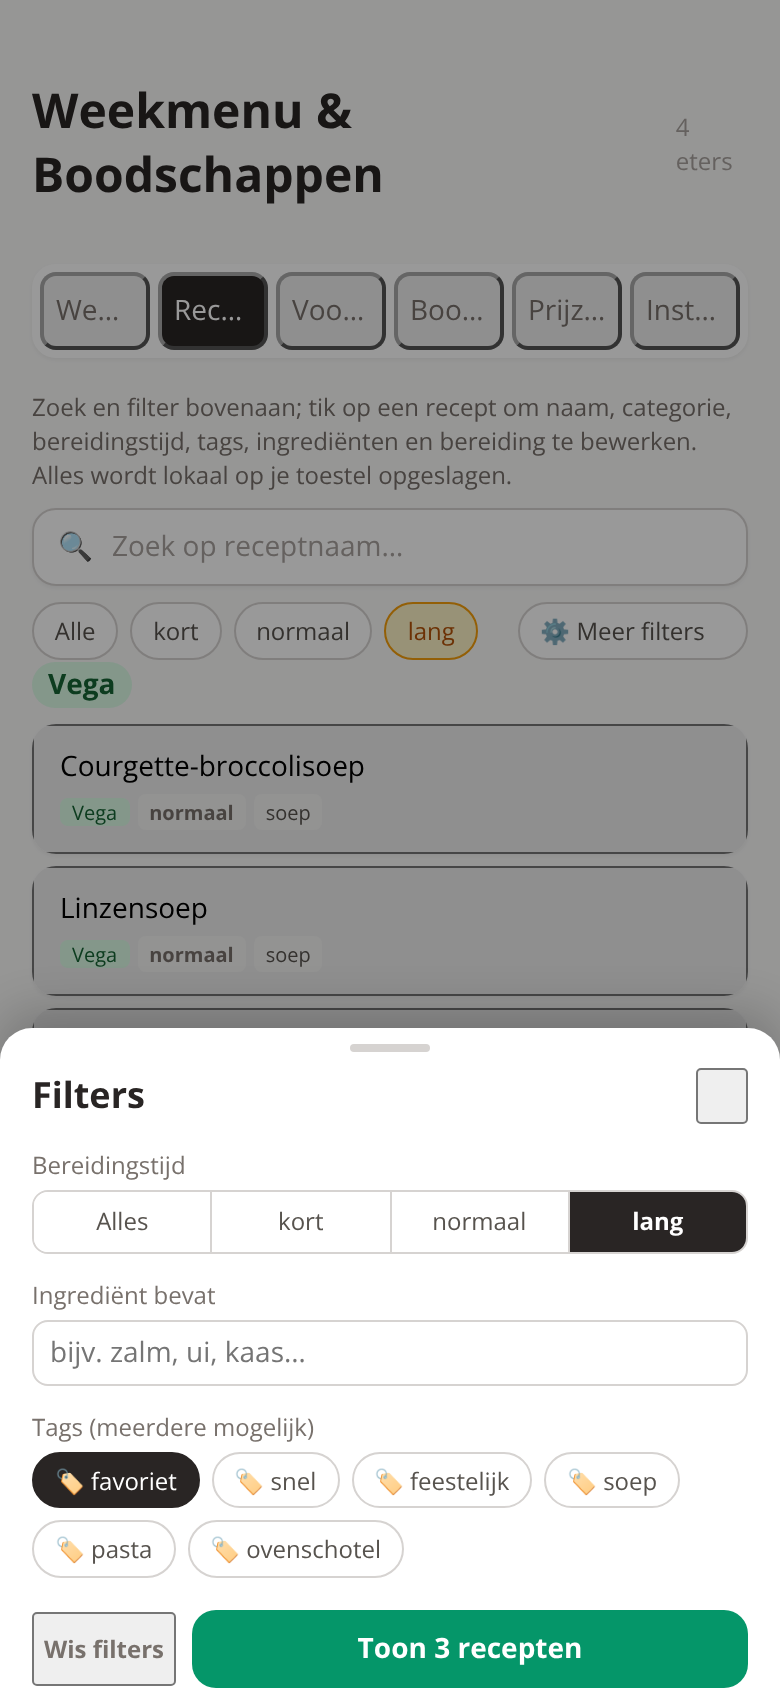 Weekmenu &
Boodschappen
4
eters
We...
Rec...
Voo...
Boo...
Prijz...
Inst...
Zoek en filter bovenaan; tik op een recept om naam, categorie,
bereidingstijd, tags, ingrediënten en bereiding te bewerken.
Alles wordt lokaal op je toestel opgeslagen.
🔍 Zoek op receptnaam...
Alle kort normaal lang ⚙️ Meer filters
Vega
Courgette-broccolisoep
Vega normaal soep
Linzensoep
Vega normaal soep
Filters
Bereidingstijd
Alles kort normaal lang
Ingrediënt bevat
bijv. zalm, ui, kaas...
Tags (meerdere mogelijk)
🏷️ favoriet 🏷️ snel 🏷️ feestelijk 🏷️ soep
🏷️ pasta 🏷️ ovenschotel
Wis filters Toon 3 recepten